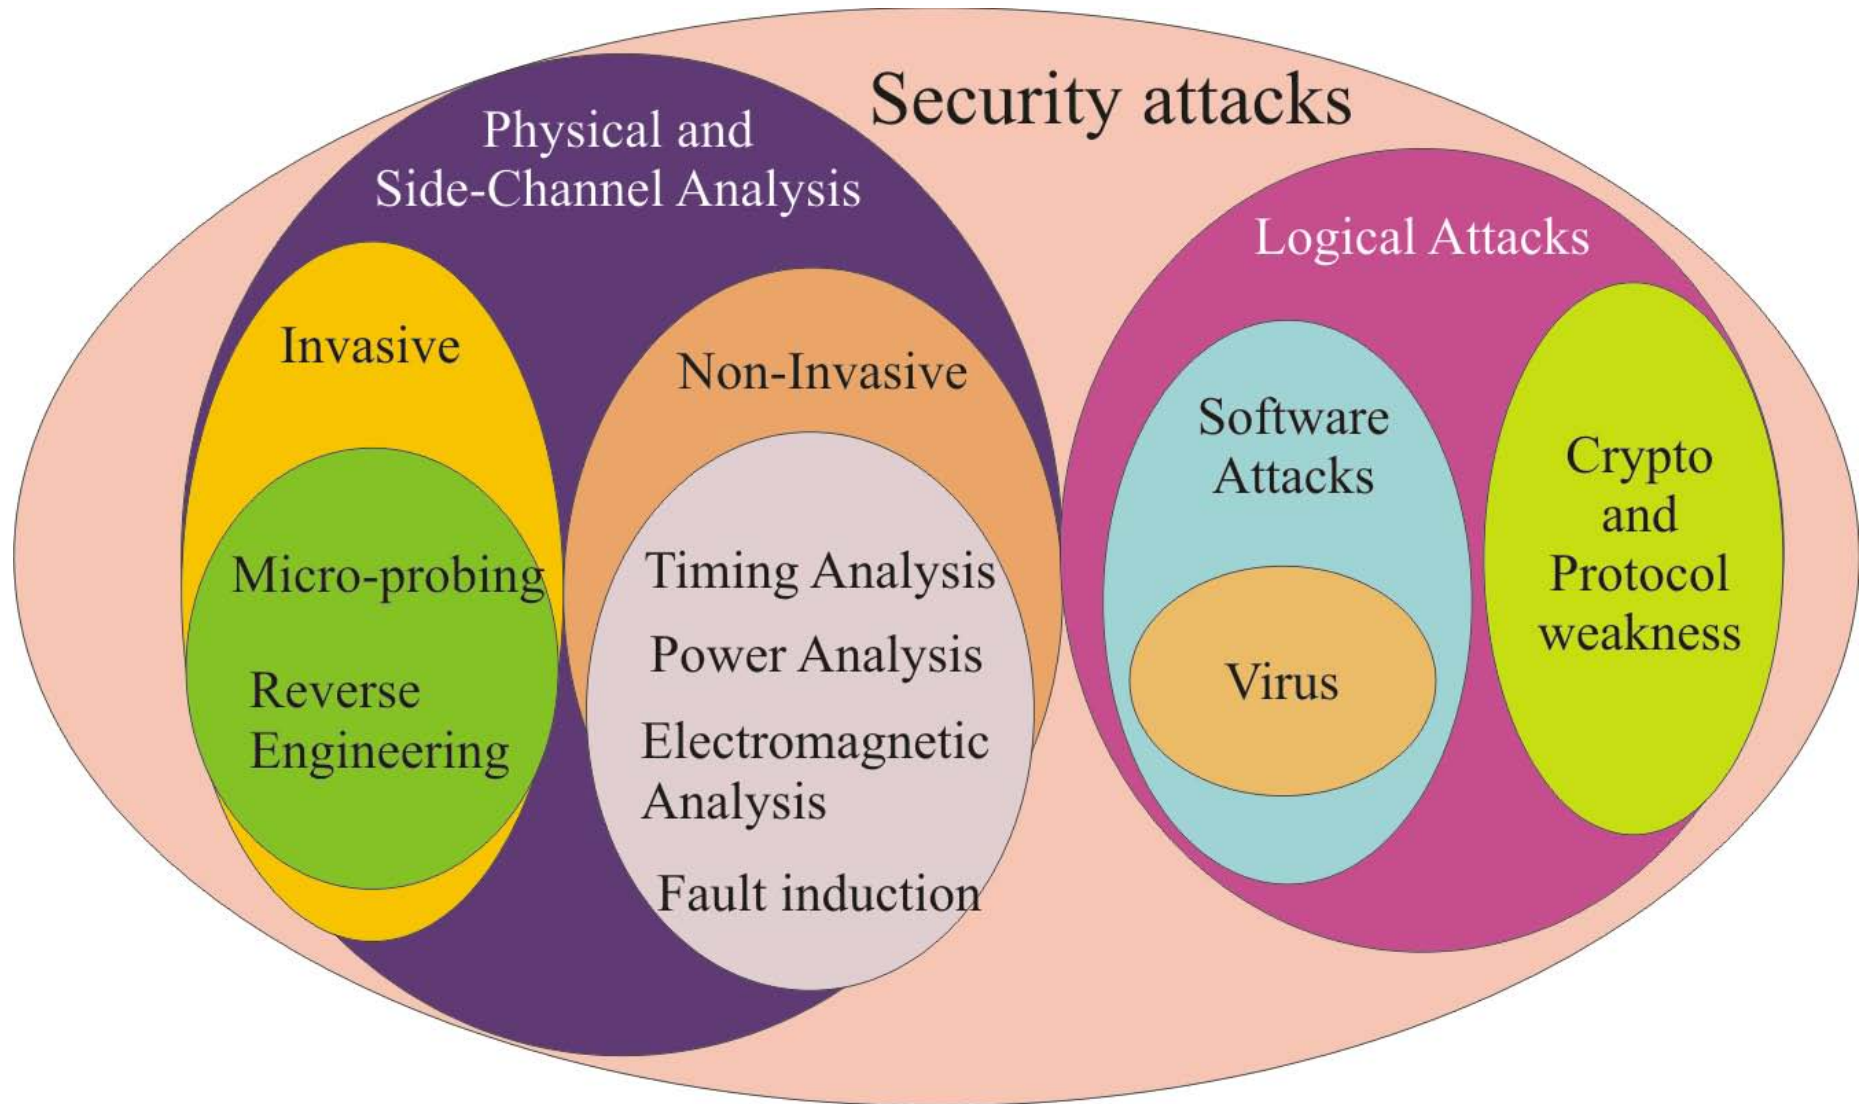 Security attacks
Physical and
Side-Channel Analysis
Invasive
Micro-probing
Reverse
Engineering
Non-Invasive
Timing Analysis
Power Analysis
Electromagnetic
Analysis
Fault induction
Logical Attacks
Software
Attacks
Virus
Crypto
and
Protocol
weakness